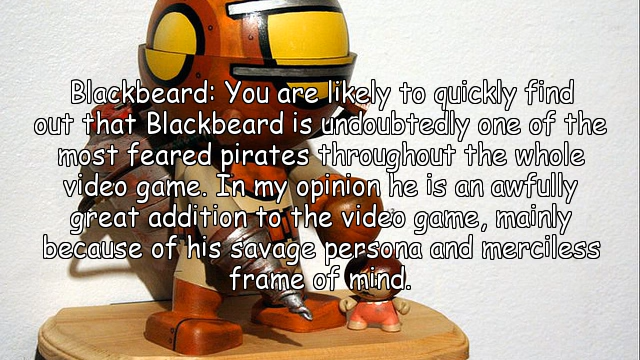 Blackbeard: You are likely to quickly find
out that Blackbeard is undoubtedly one of the
most feared pirates throughout the whole
video game. In my opinion he is an awfully
great addition to the video game, mainly
because of his savage persona and merciless
frame of mind.